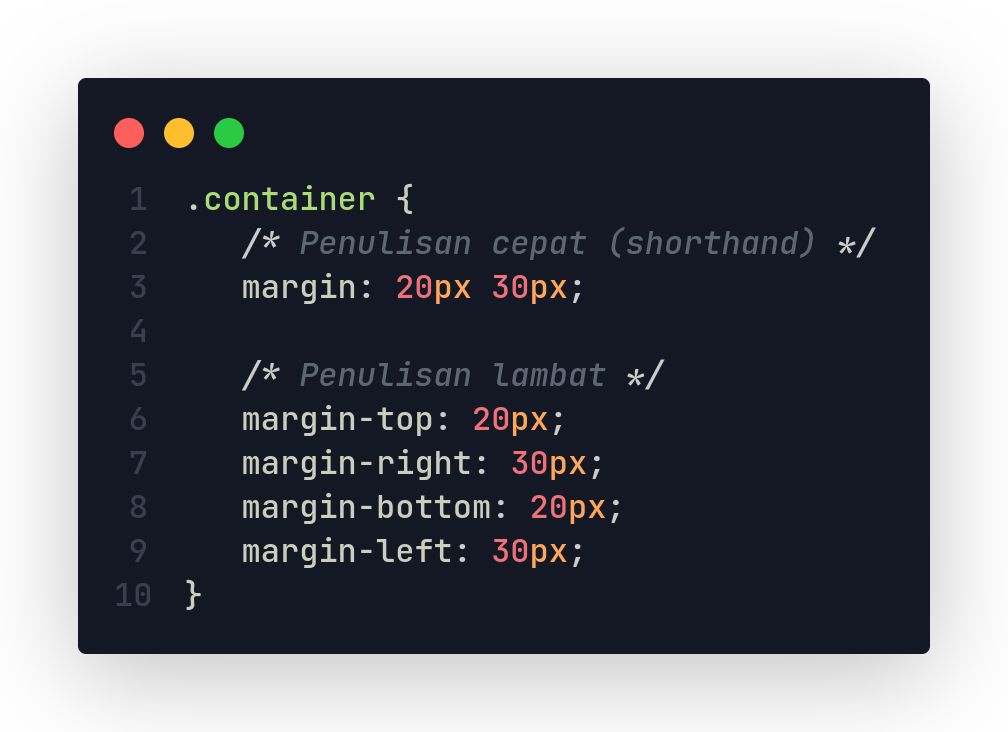 1 .container {
2 /* Penulisan cepat (shorthand) */
3 margin: 20px 30px;
4
5 /* Penulisan lambat */
6 margin-top: 20px;
7 margin-right: 30px;
8 margin-bottom: 20px;
9 margin-left: 30px;
10 }